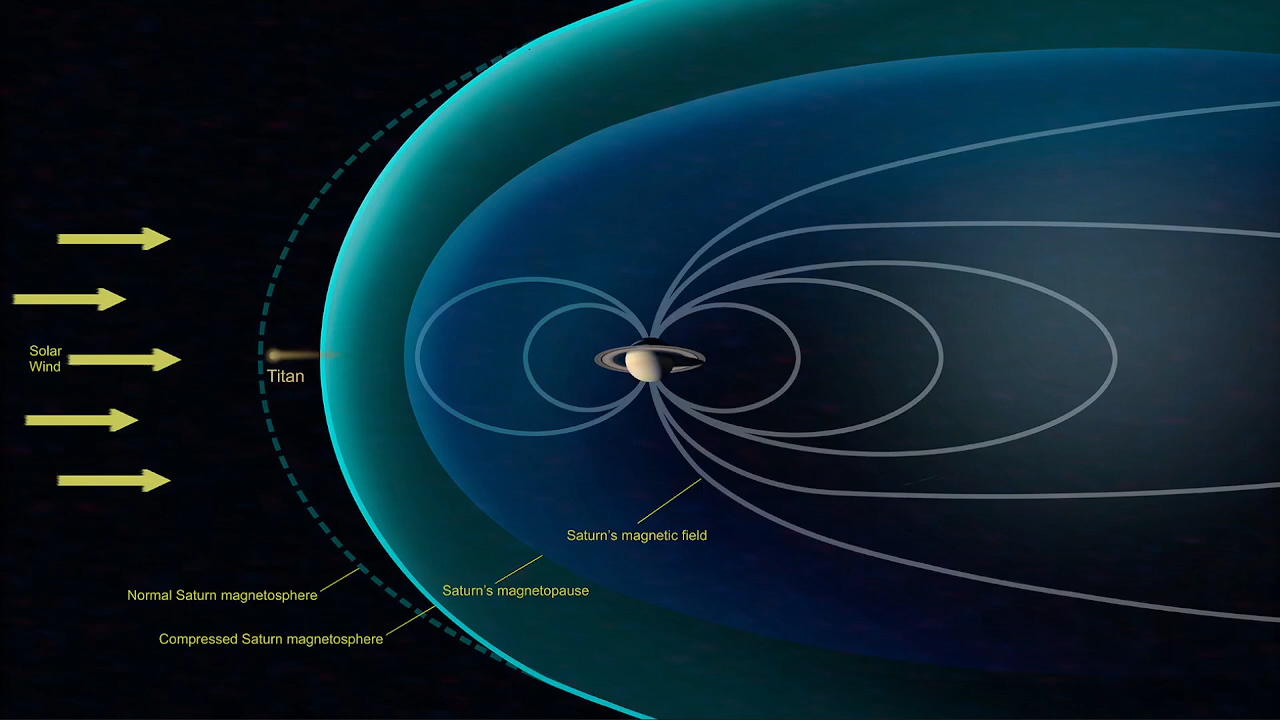 Solar
Wind
Titan
Saturn's magnetic field
Saturn's magnetopause
Normal Saturn magnetosphere
Compressed Saturn magnetosphere